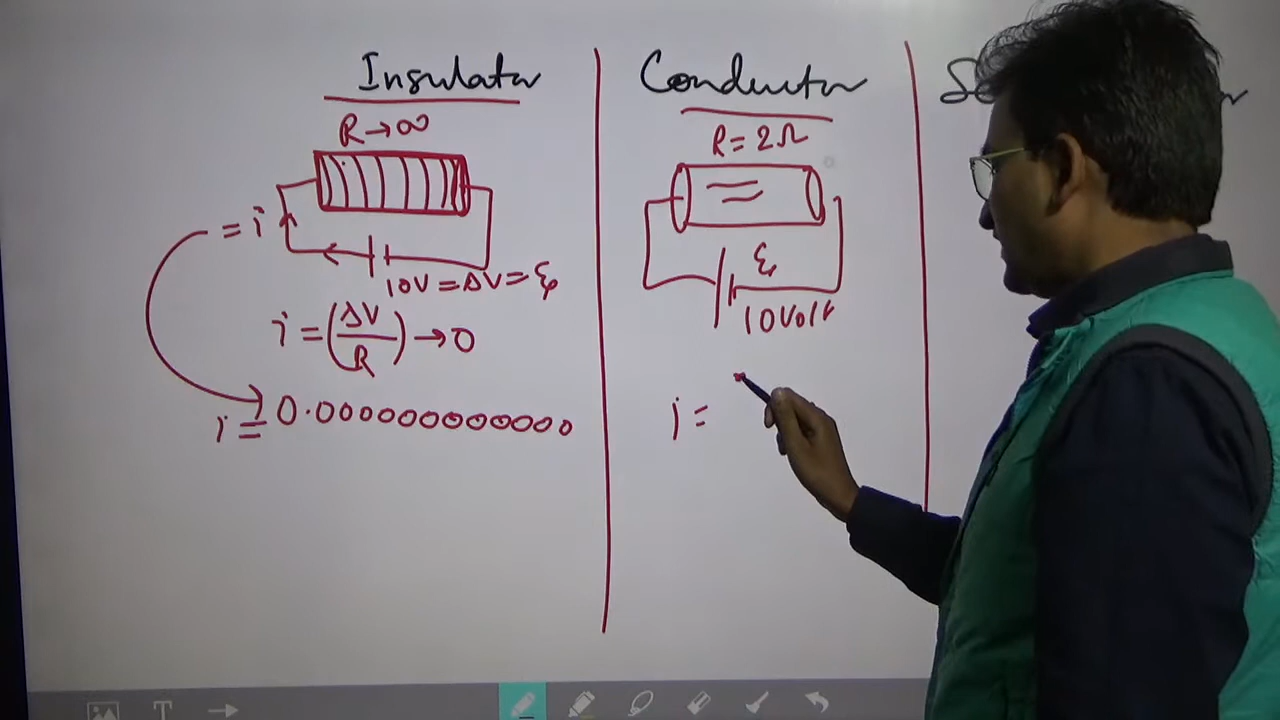 Insulator
R→∞
= i
10V = ΔV = ξ
i = (ΔV/R) → 0
i = 0.000000000000
Conductor
R = 2Ω
ξ
10Volt
i =
T